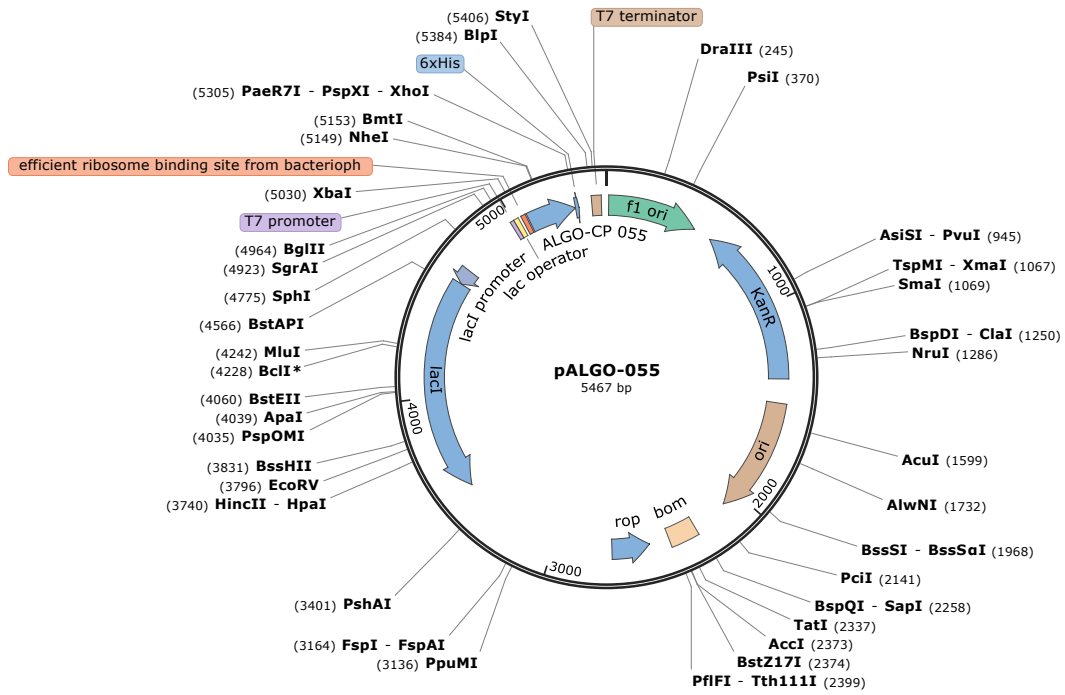 (5406) StyI
T7 terminator
(5384) BlpI
6xHis
(5305) PaeR7I - PspXI - XhoI
(5153) BmtI
(5149) NheI
efficient ribosome binding site from bacterioph
(5030) XbaI
T7 promoter
(4964) BglII
(4923) SgrAI
(4775) SphI
(4566) BstAPI
(4242) MluI
(4228) BclI*
(4060) BstEII
(4039) ApaI
(4035) PspOMI
(3831) BssHII
(3796) EcoRV
(3740) HincII - HpaI
(3401) PshAI
(3164) FspI - FspAI
(3136) PpuMI
DraIII (245)
PsiI (370)
AsiSI - PvuI (945)
TspMI - XmaI (1067)
SmaI (1069)
BspDI - ClaI (1250)
NruI (1286)
AcuI (1599)
AlwNI (1732)
BssSI - BssSαI (1968)
PciI (2141)
BspQI - SapI (2258)
TatI (2337)
AccI (2373)
BstZ17I (2374)
PflFI - Tth111I (2399)
f1 ori
ALGO-CP 055
lac operator
lacI promoter
lacI
KanR
ori
bom
rop
1000
2000
3000
4000
5000
pALGO-055
5467 bp